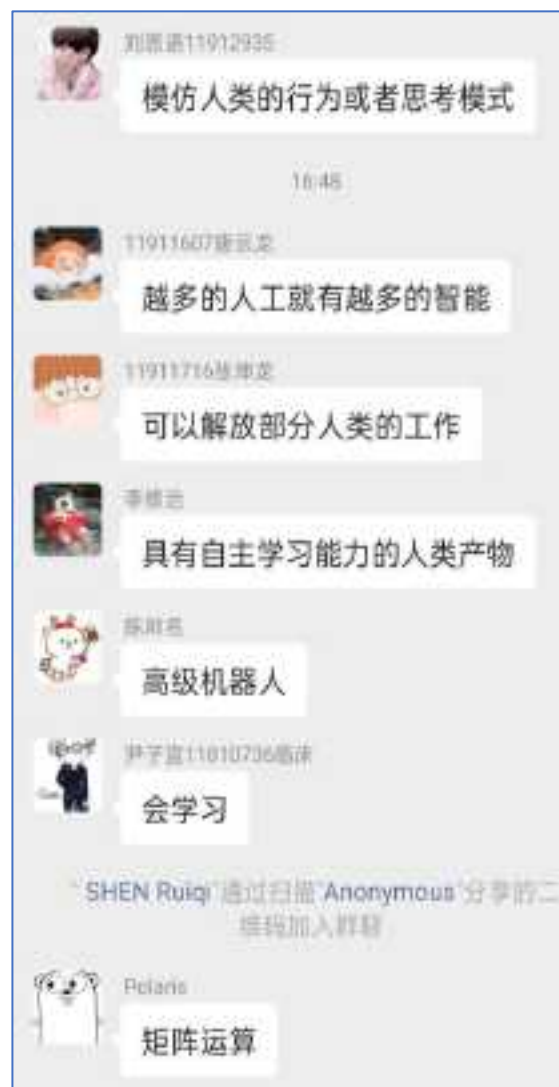 模仿人类的行为或者思考模式
16:48
越多的人工就有越多的智能
可以解放部分人类的工作
具有自主学习能力的人类产物
高级机器人
会学习
"SHEN Ruiqi"通过扫描"Anonymous"分享的二
维码加入群聊
Polaris
矩阵运算